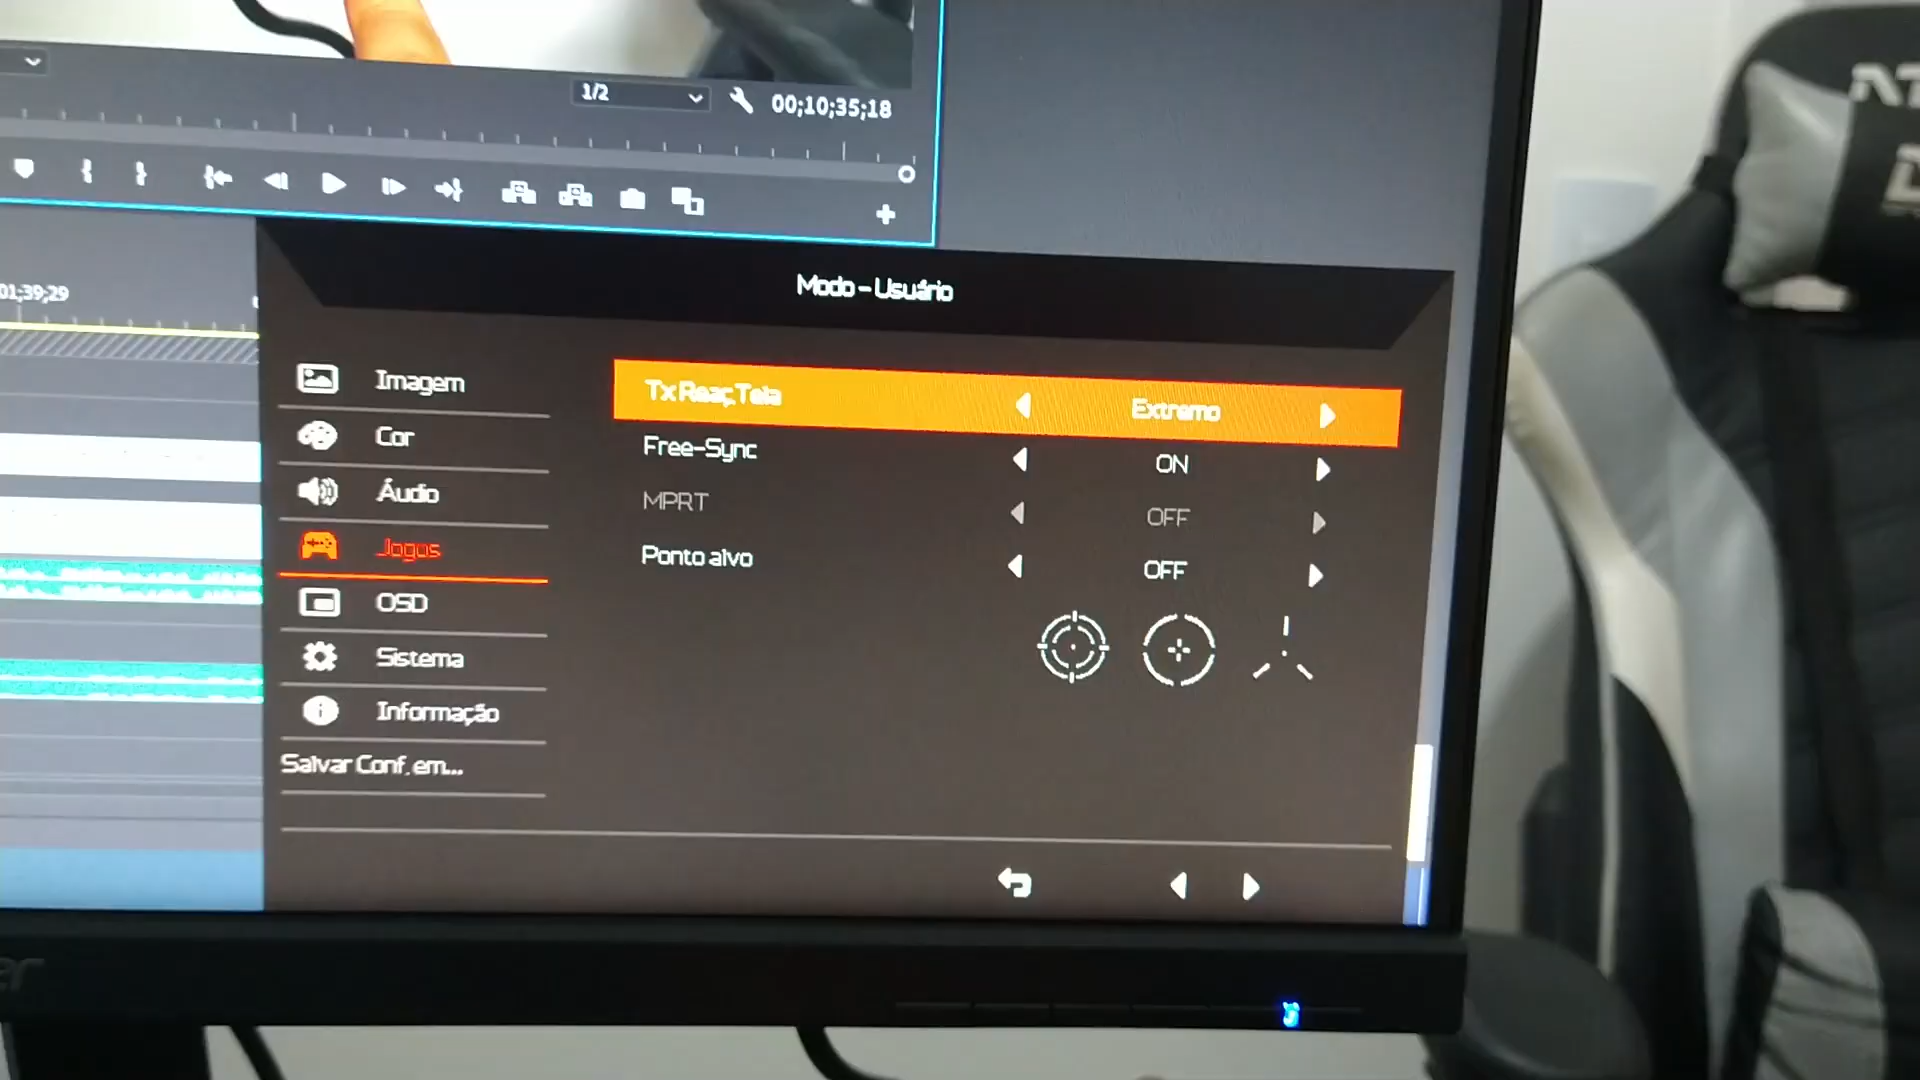 1/2
00;10;35;18
01;39;29
Modo - Usuário
Imagem
Cor
Áudio
Jogos
OSD
Sistema
Informação
Salvar Conf. em...
Tx Reaç. Tela
Extremo
Free-Sync
ON
MPRT
OFF
Ponto alvo
OFF